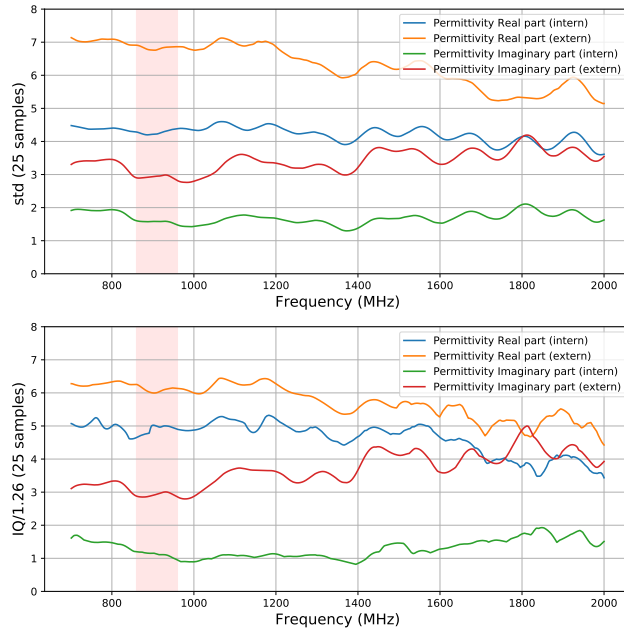 8
7
6
5
4
3
2
1
0
std (25 samples)
Permittivity Real part (intern)
Permittivity Real part (extern)
Permittivity Imaginary part (intern)
Permittivity Imaginary part (extern)
800 1000 1200 1400 1600 1800 2000
Frequency (MHz)
8
7
6
5
4
3
2
1
0
IQ/1.26 (25 samples)
Permittivity Real part (intern)
Permittivity Real part (extern)
Permittivity Imaginary part (intern)
Permittivity Imaginary part (extern)
800 1000 1200 1400 1600 1800 2000
Frequency (MHz)